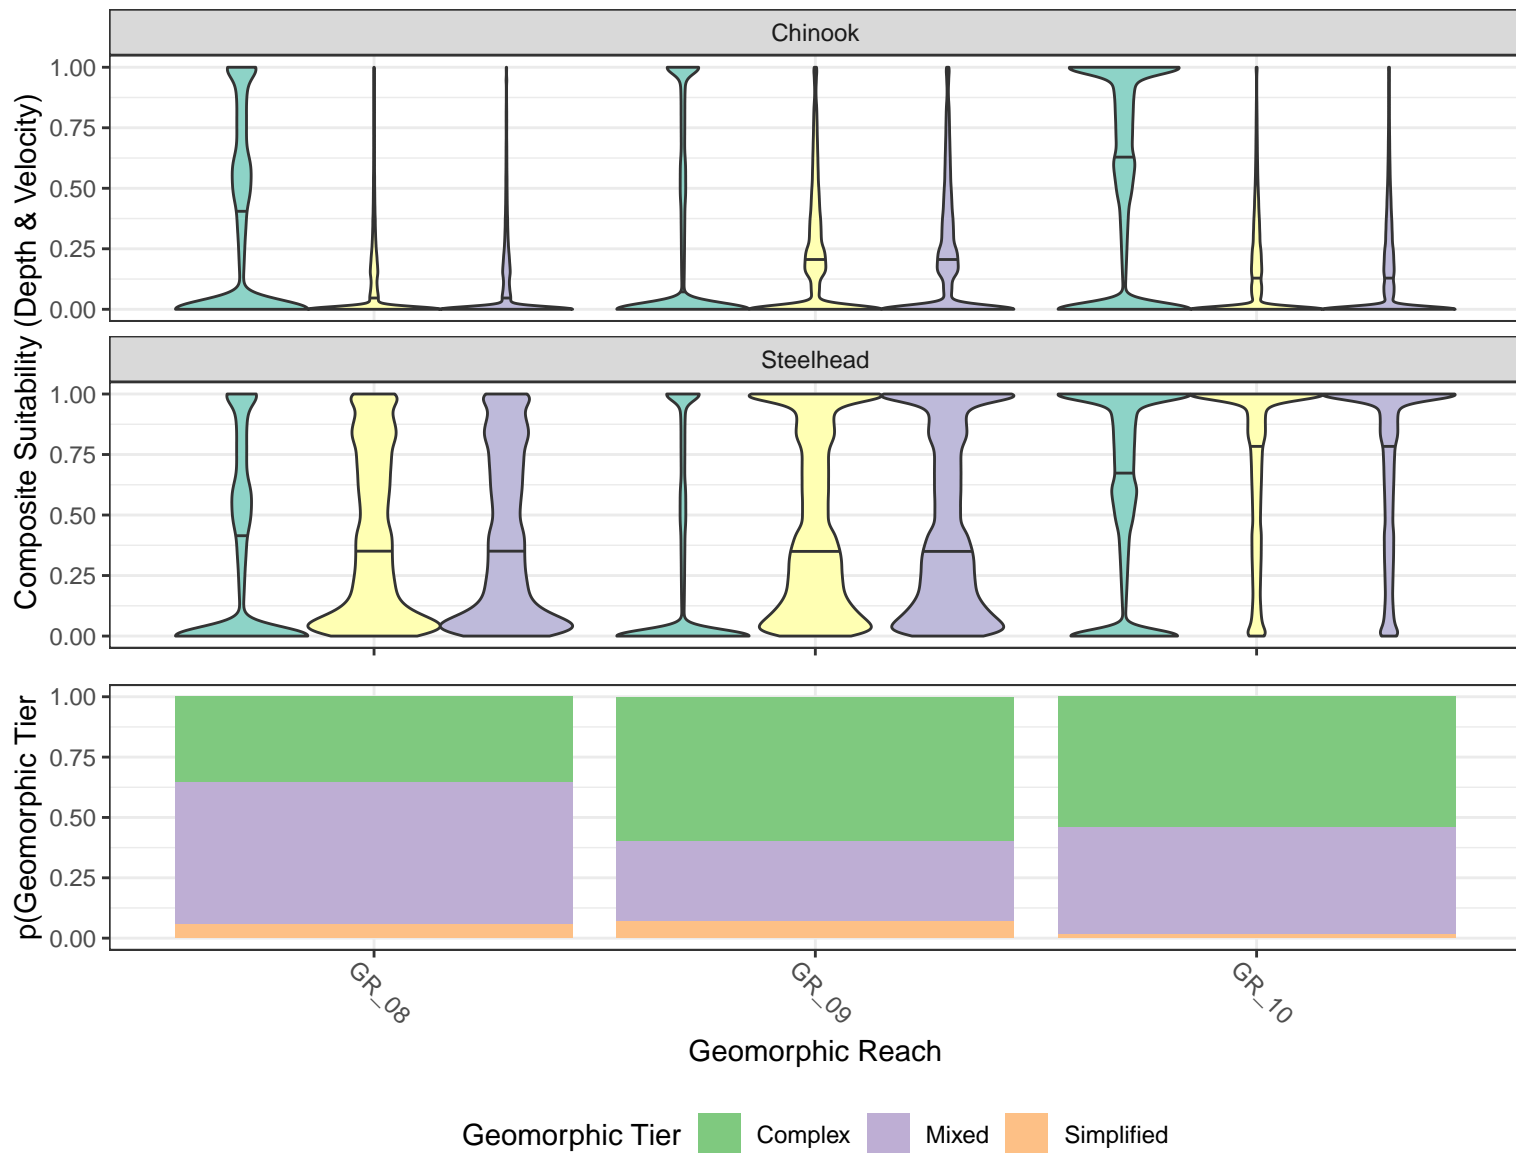 Chinook
1.00
0.75
0.50
0.25
0.00
Composite Suitability (Depth & Velocity)
Steelhead
1.00
0.75
0.50
0.25
0.00
p(Geomorphic Tier
1.00
0.75
0.50
0.25
0.00
GR_08
GR_09
GR_10
Geomorphic Reach
Geomorphic Tier
Complex
Mixed
Simplified